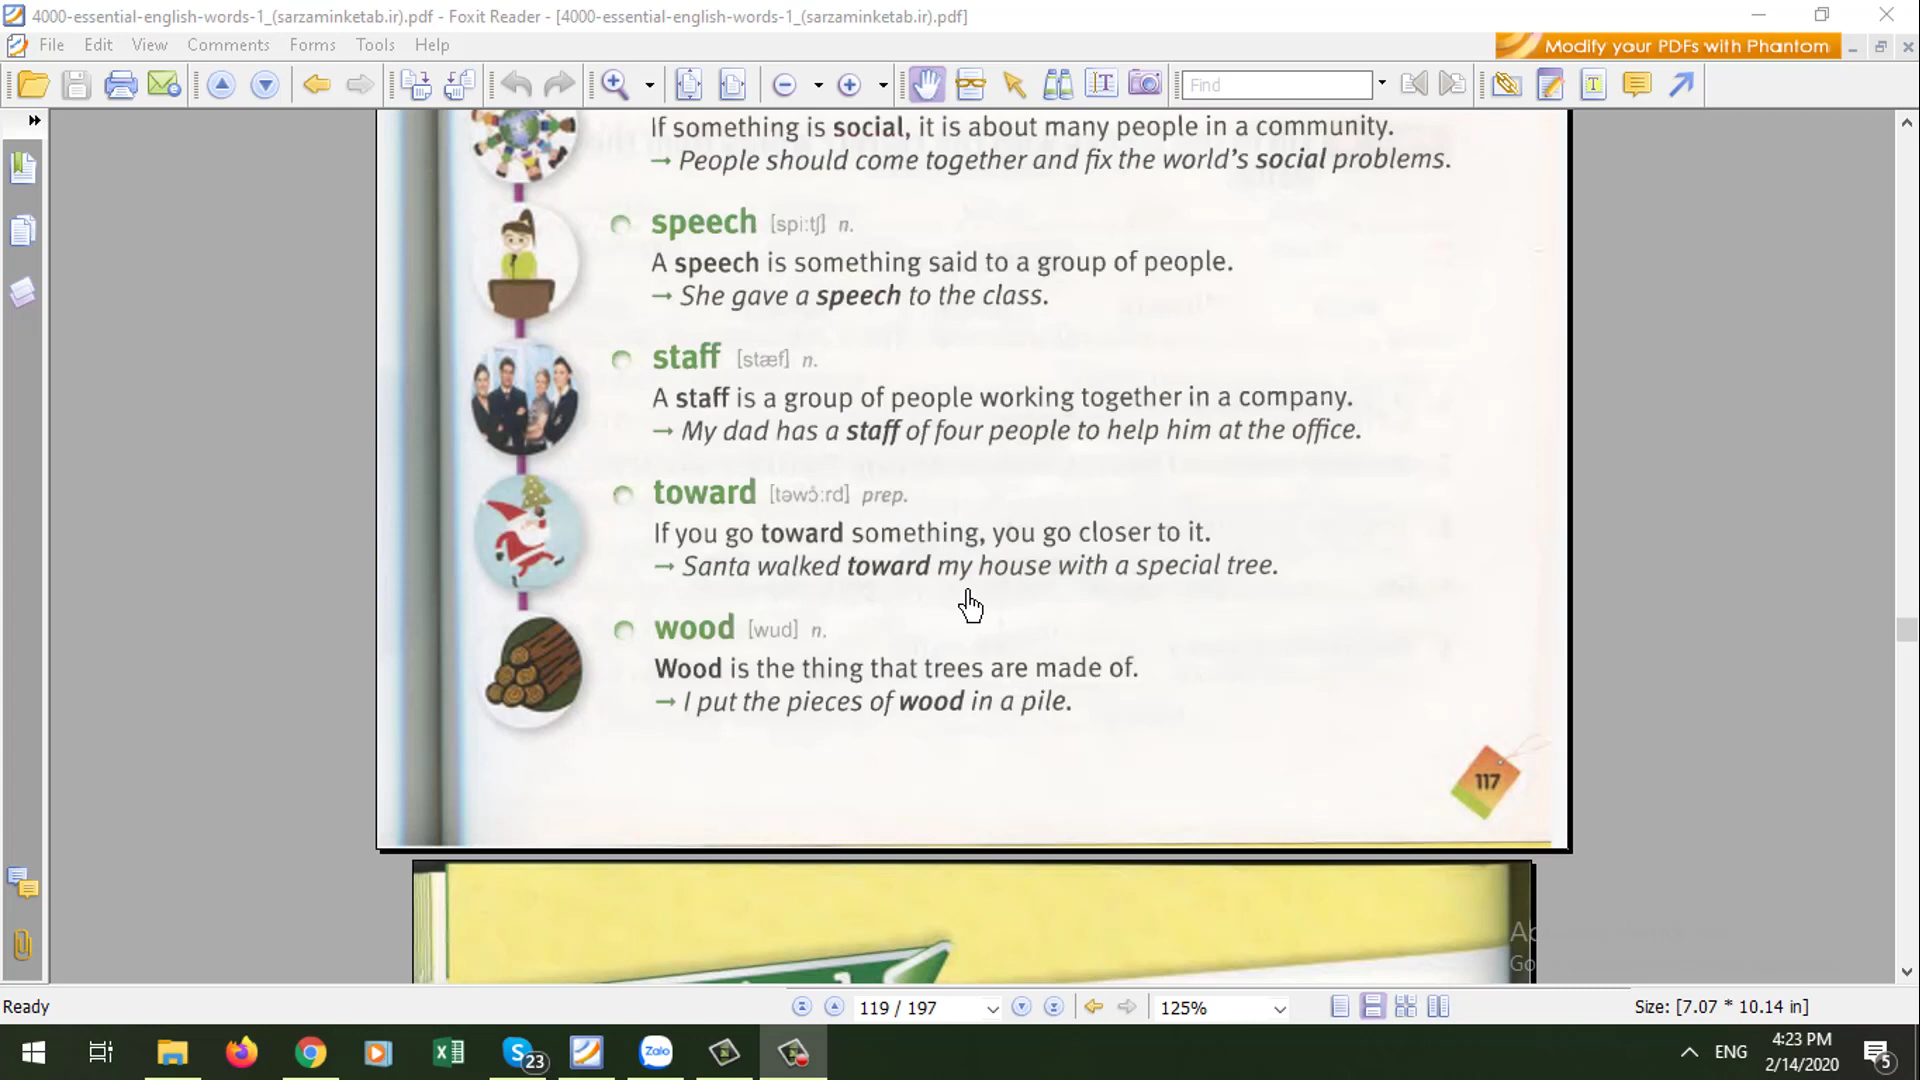 4000-essential-english-words-1_(sarzaminketab.ir).pdf - Foxit Reader - [4000-essential-english-words-1_(sarzaminketab.ir).pdf]
File Edit View Comments Forms Tools Help
Modify your PDFs with Phantom
Find
If something is social, it is about many people in a community.
→ People should come together and fix the world's social problems.
speech [spi:tʃ] n.
A speech is something said to a group of people.
→ She gave a speech to the class.
staff [stæf] n.
A staff is a group of people working together in a company.
→ My dad has a staff of four people to help him at the office.
toward [təwɔ́:rd] prep.
If you go toward something, you go closer to it.
→ Santa walked toward my house with a special tree.
wood [wud] n.
Wood is the thing that trees are made of.
→ I put the pieces of wood in a pile.
117
Ready
119 / 197
125%
Size: [7.07 * 10.14 in]
23
Zalo
ENG
4:23 PM
2/14/2020
5